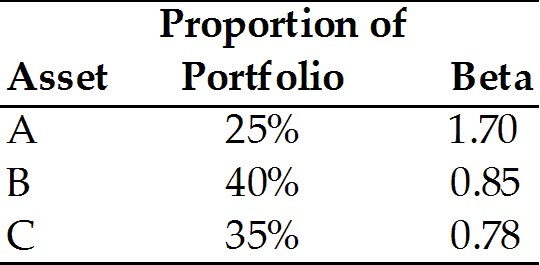 Proportion of
Asset Portfolio Beta
A 25% 1.70
B 40% 0.85
C 35% 0.78